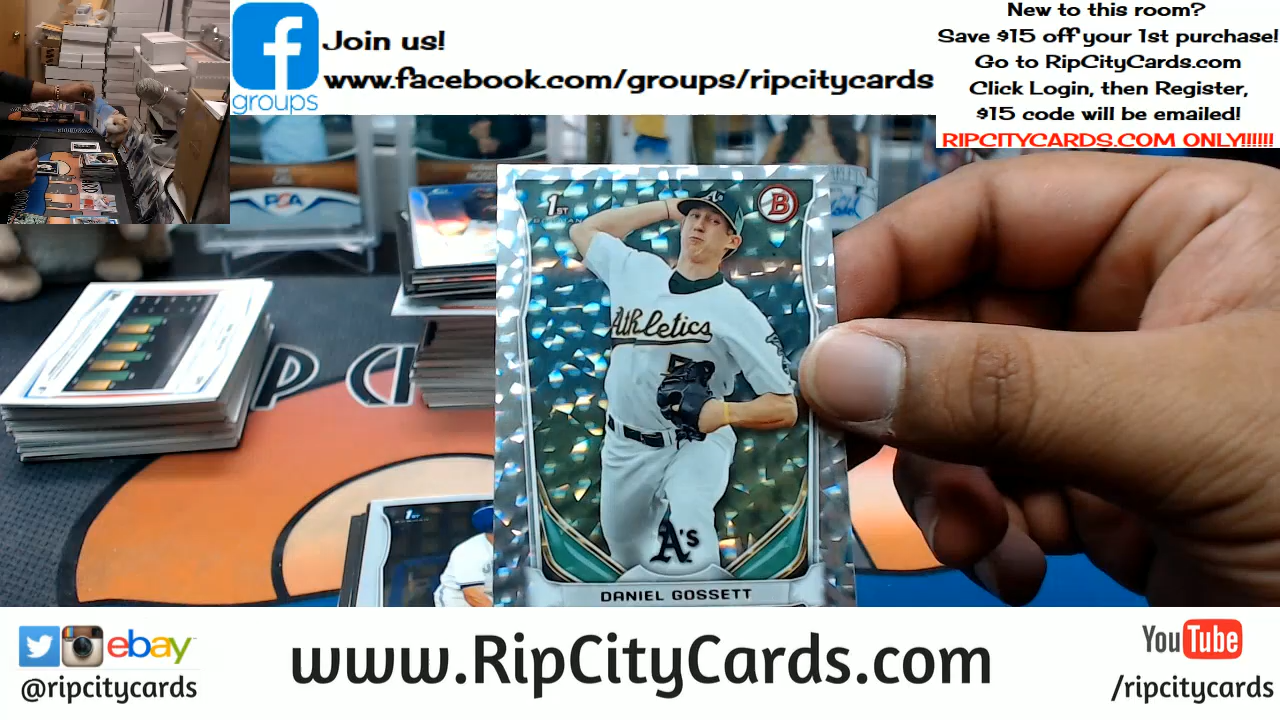 Join us!
www.facebook.com/groups/ripcitycards
groups
New to this room?
Save $15 off your 1st purchase!
Go to RipCityCards.com
Click Login, then Register,
$15 code will be emailed!
RIPCITYCARDS.COM ONLY!!!!!!
PSA
1ST
B
A's
Athletics
A's
DANIEL GOSSETT
1ST
ebay
@ripcitycards
www.RipCityCards.com
YouTube
/ripcitycards